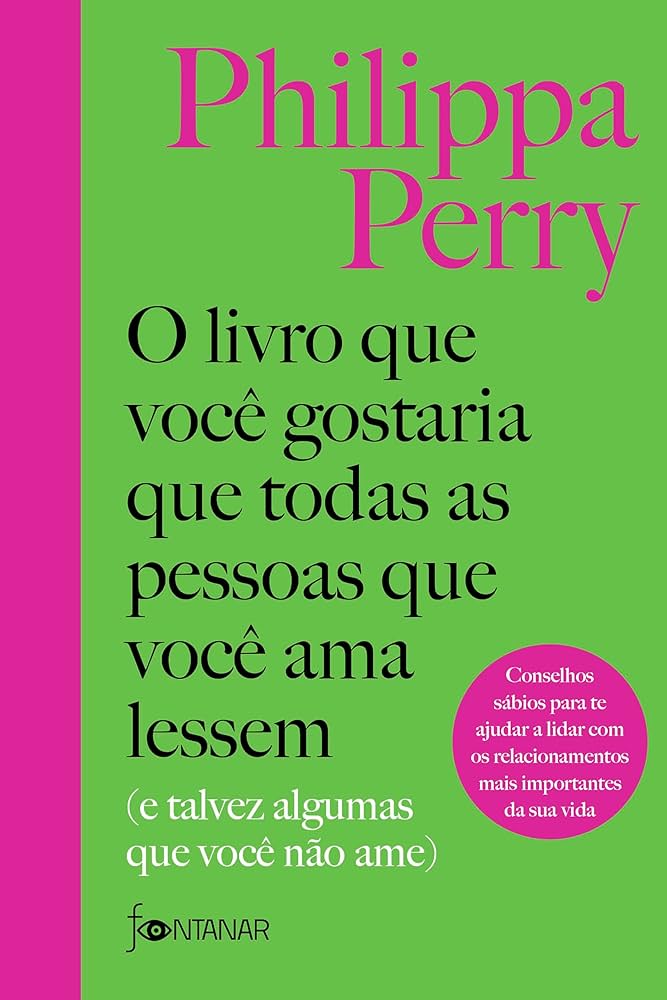 Philippa
Perry
O livro que
você gostaria
que todas as
pessoas que
você ama
lessem
(e talvez algumas
que você não ame)
Conselhos
sábios para te
ajudar a lidar com
os relacionamentos
mais importantes
da sua vida
fONTANAR